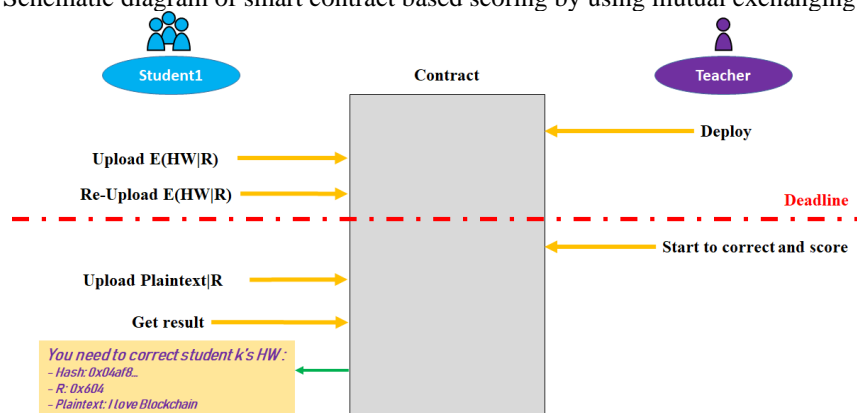 Schematic diagram of smart contract based scoring by using mutual exchanging
Student1
Contract
Teacher
Deploy
Upload E(HW|R)
Re-Upload E(HW|R)
Deadline
Start to correct and score
Upload Plaintext|R
Get result
You need to correct student k's HW :
- Hash: 0x04af8...
- R: 0x604
- Plaintext: I love Blockchain